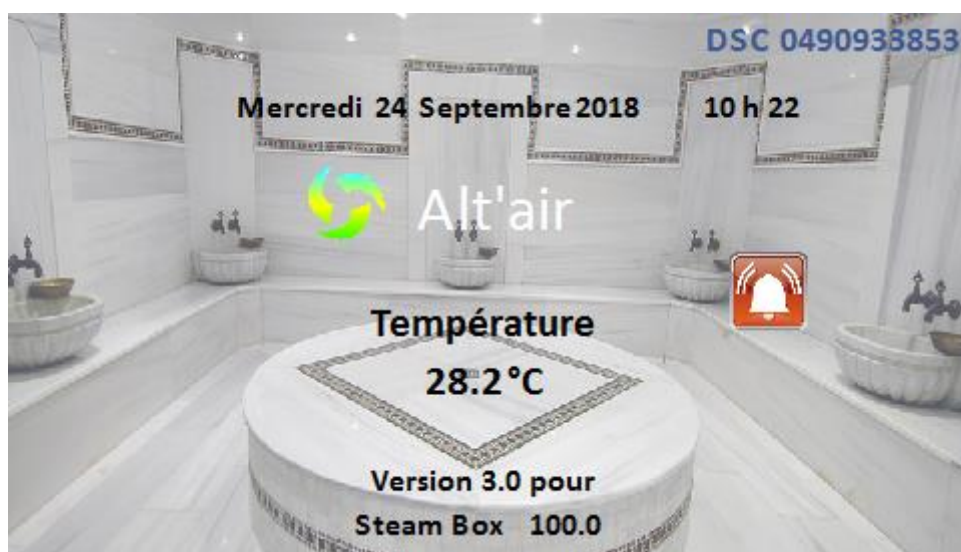 DSC 0490933853
Mercredi 24 Septembre 2018 10 h 22
Alt'air
Température
28.2°C
Version 3.0 pour
Steam Box 100.0